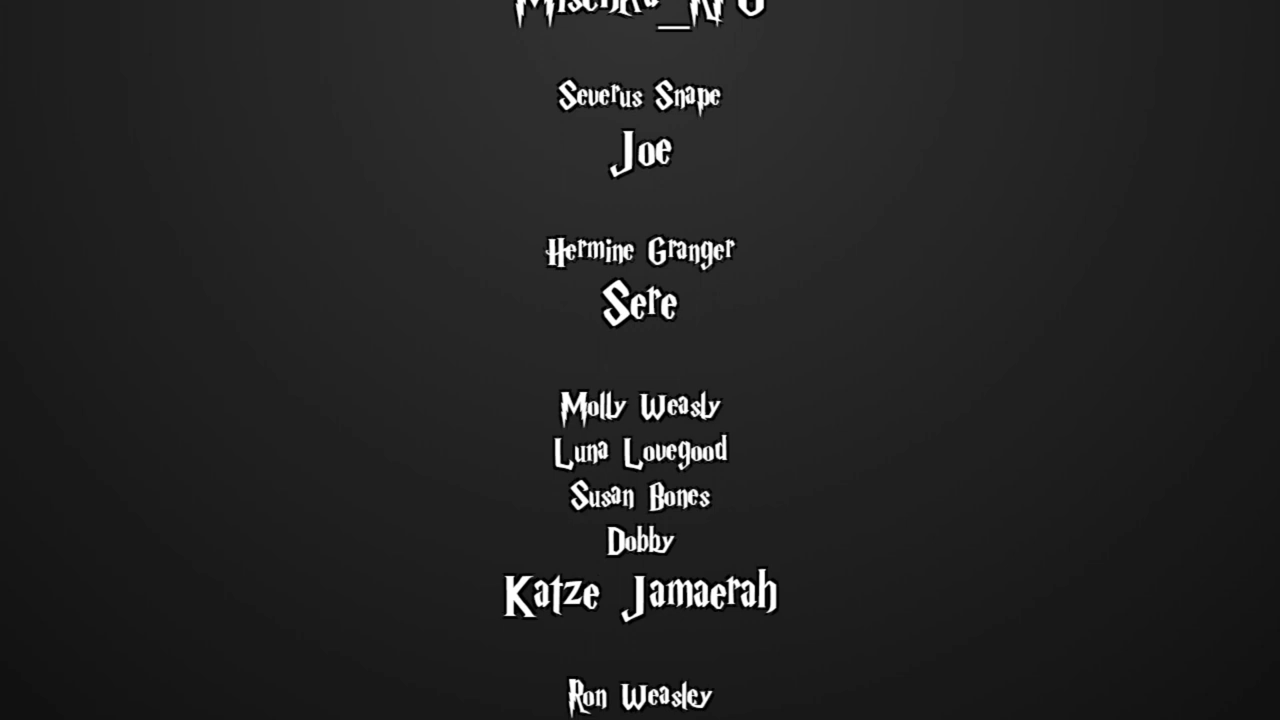 Severus Snape
Joe
Hermine Granger
Sere
Molly Weasly
Luna Lovegood
Susan Bones
Dobby
Katze Jamaerah
Ron Weasley